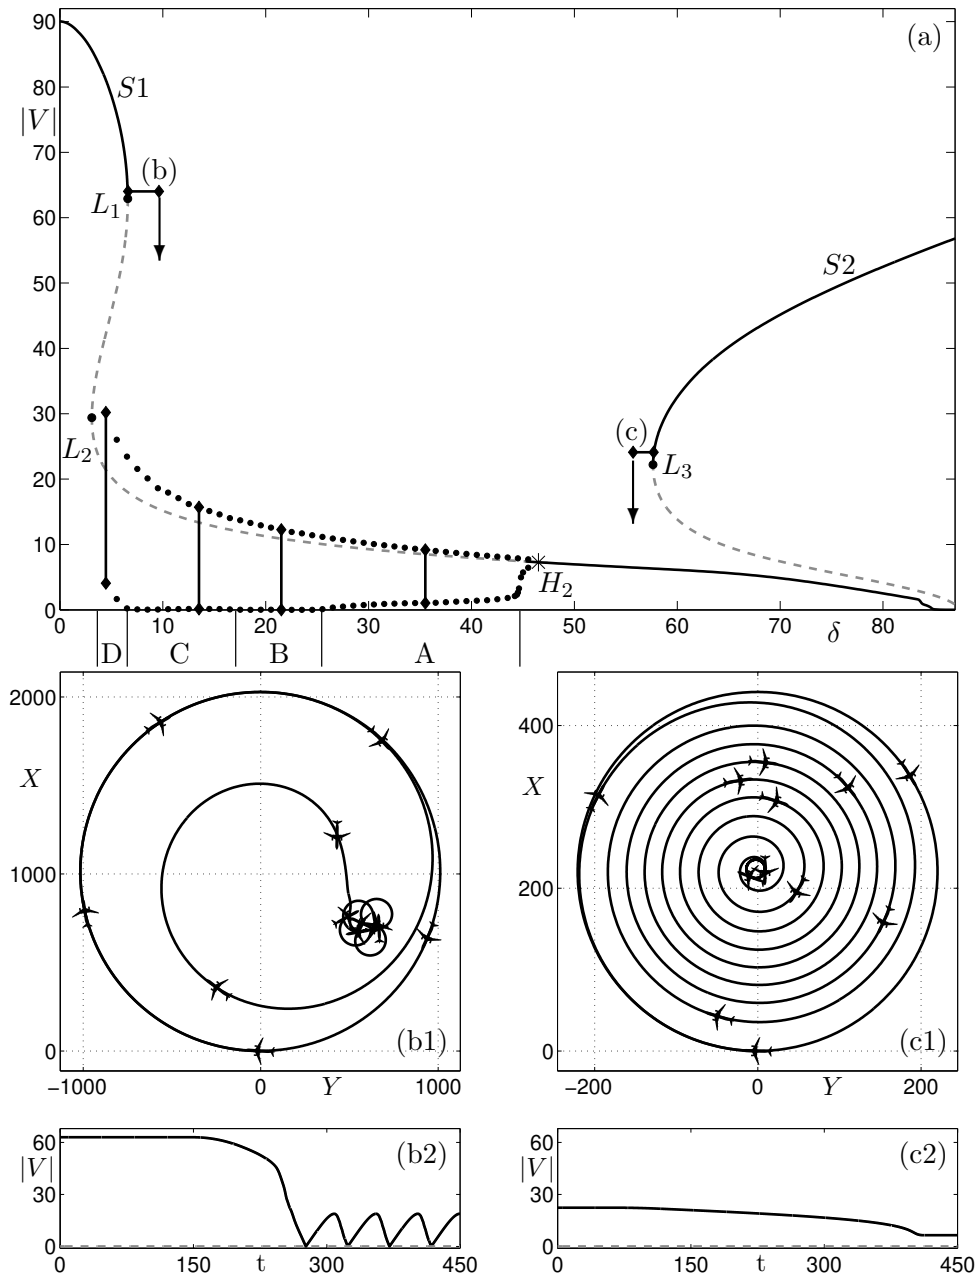 90
(a)
S1
80
|V|
70
(b)
L1
60
S2
50
40
30
(c)
L2
L3
20
10
H2
0
0 10 20 30 40 50 60 70 δ 80
D C B A
2000
400
X
X
1000
200
0
(b1)
0
(c1)
−1000 0 Y 1000
−200 0 Y 200
60
(b2)
60
(c2)
|V|
|V|
30
30
0
0
0 150 t 300 450
0 150 t 300 450